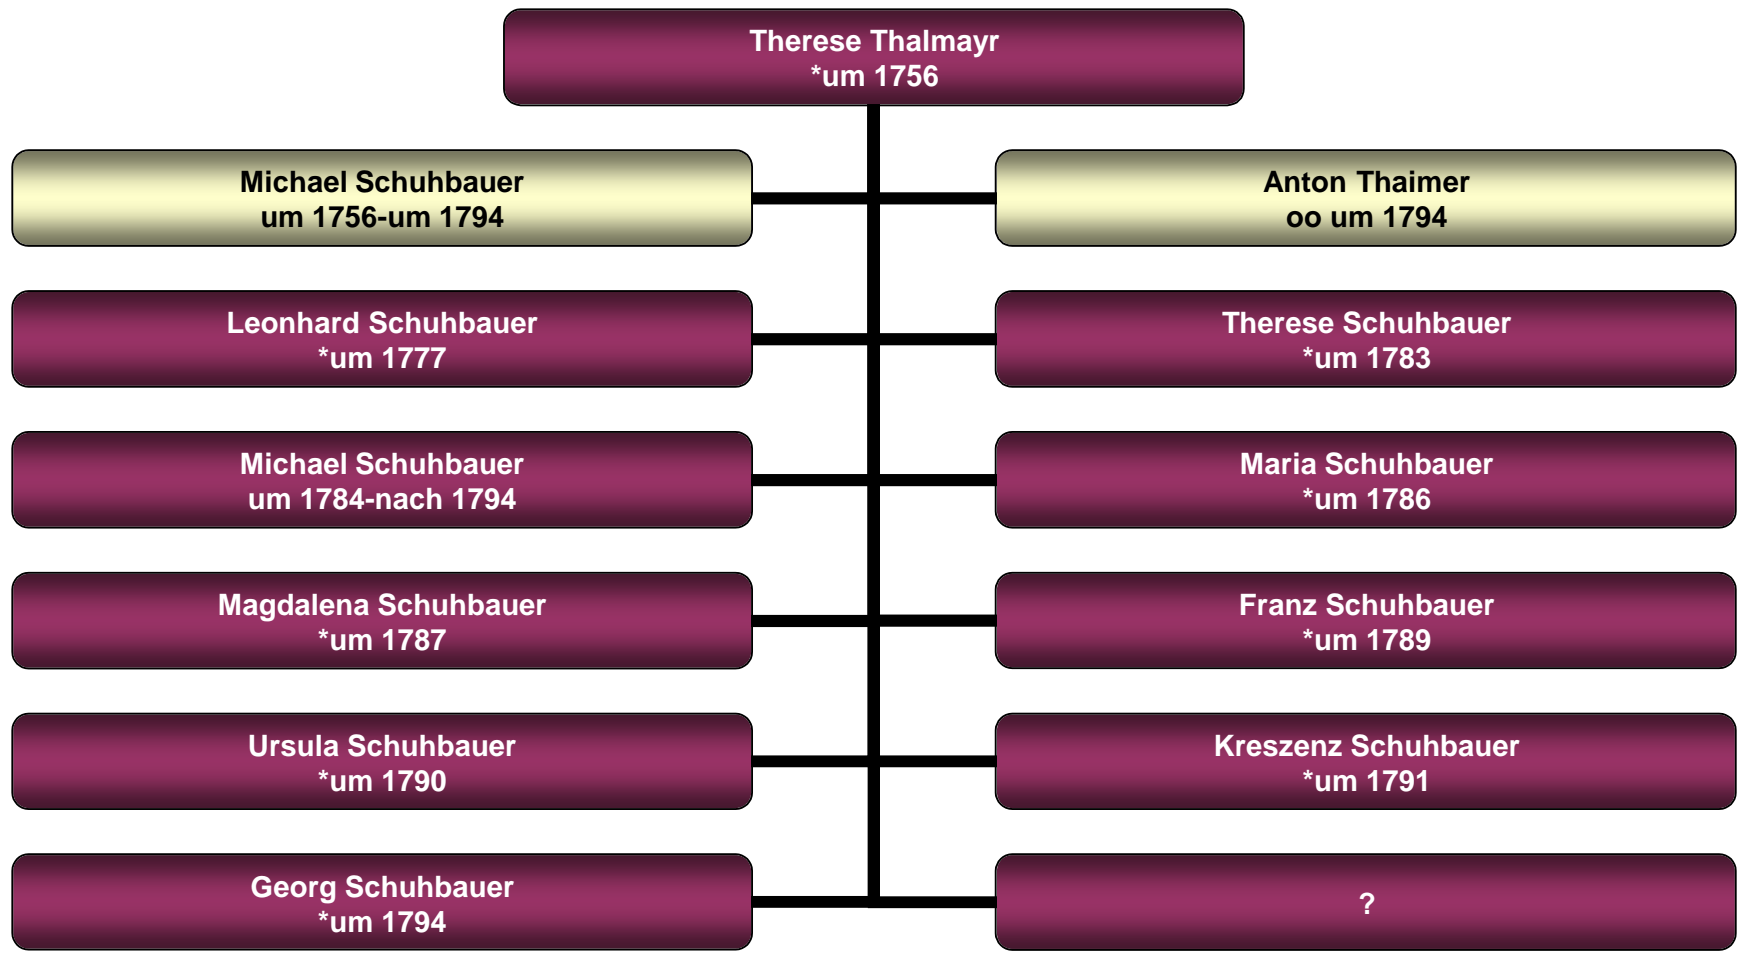 Therese Thalmayr
*um 1756
Michael Schuhbauer
um 1756-um 1794
Anton Thaimer
oo um 1794
Leonhard Schuhbauer
*um 1777
Therese Schuhbauer
*um 1783
Michael Schuhbauer
um 1784-nach 1794
Maria Schuhbauer
*um 1786
Magdalena Schuhbauer
*um 1787
Franz Schuhbauer
*um 1789
Ursula Schuhbauer
*um 1790
Kreszenz Schuhbauer
*um 1791
Georg Schuhbauer
*um 1794
?